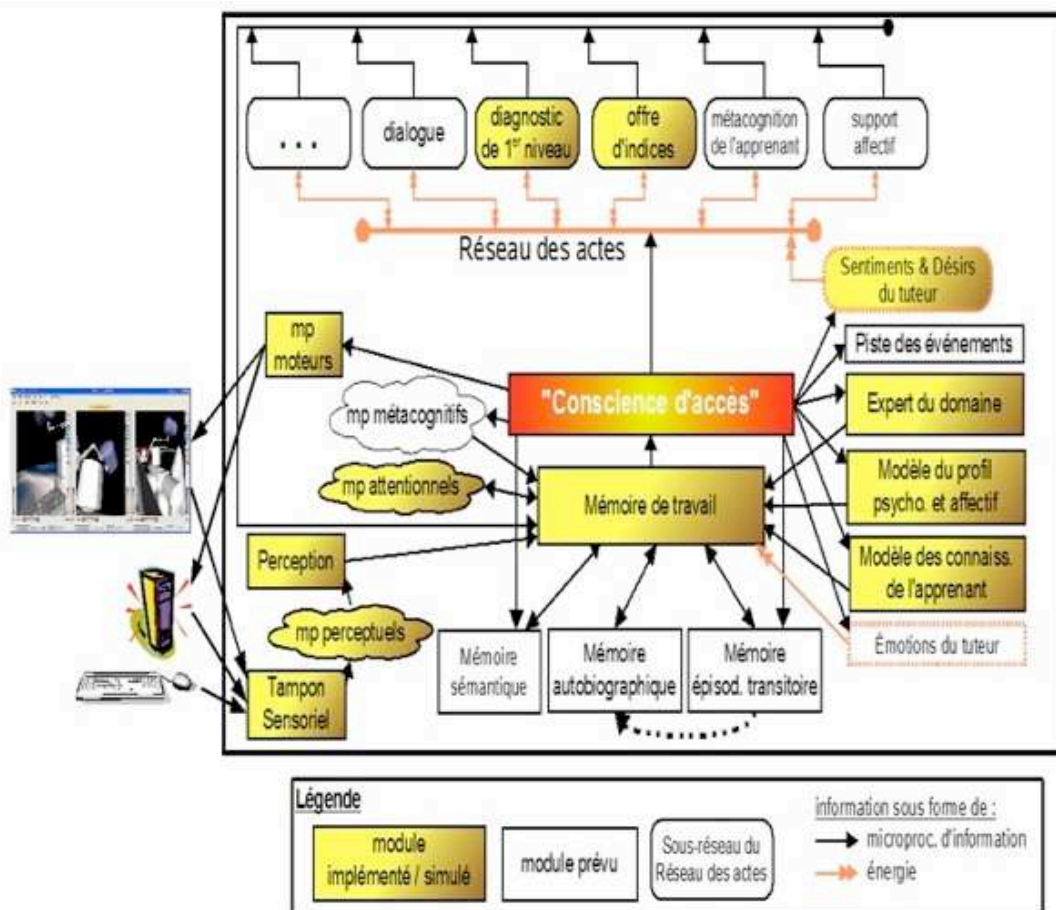 . . .
dialogue
diagnostic
de 1er niveau
offre
d'indices
métacognition
de l'apprenant
support
affectif
Réseau des actes
Sentiments & Désirs
du tuteur
mp
moteurs
Piste des événements
"Conscience d'accès"
Expert du domaine
mp métacognitifs
mp attentionnels
Mémoire de travail
Modèle du profil
psycho. et affectif
Perception
Modèle des connaiss.
de l'apprenant
mp perceptuels
Émotions du tuteur
Mémoire
sémantique
Mémoire
autobiographique
Mémoire
épisod. transitoire
Tampon
Sensoriel
Légende
module
implémenté / simulé
module prévu
Sous-réseau du
Réseau des actes
information sous forme de :
microproc. d'information
énergie